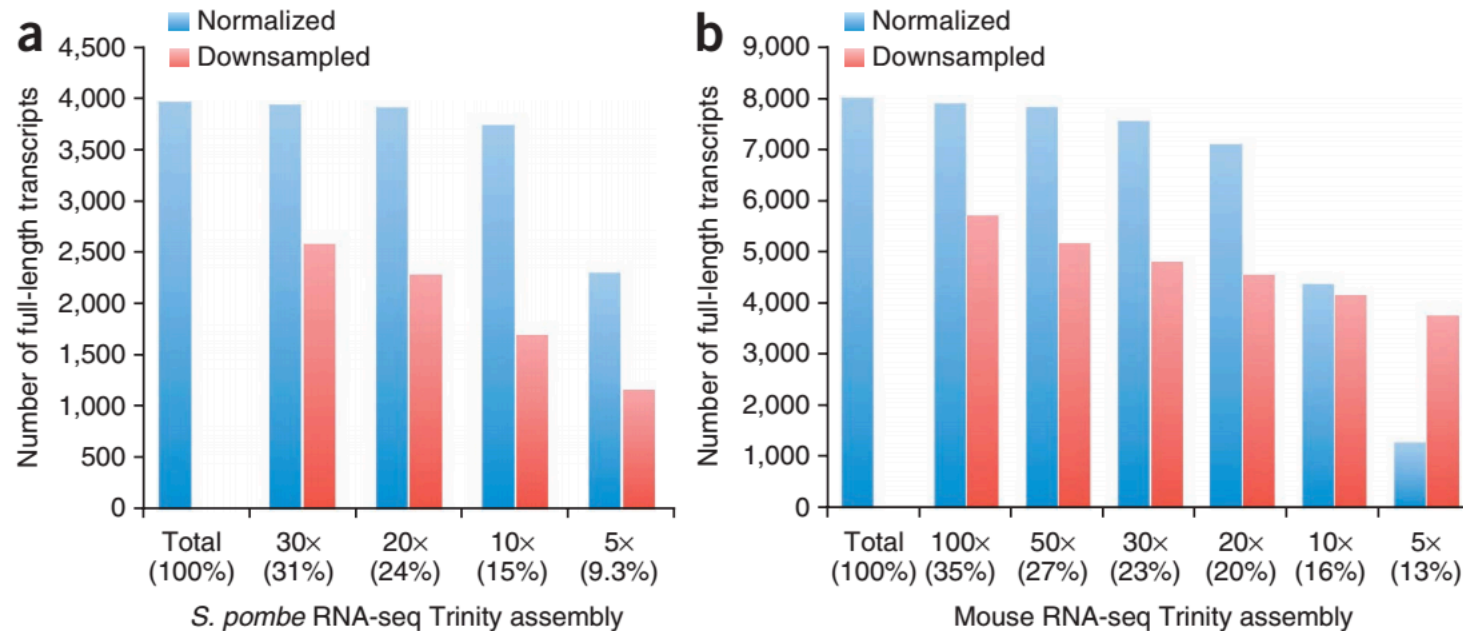 a
Normalized
Downsampled
Number of full-length transcripts
4,500
4,000
3,500
3,000
2,500
2,000
1,500
1,000
500
0
Total 30× 20× 10× 5×
(100%) (31%) (24%) (15%) (9.3%)
S. pombe RNA-seq Trinity assembly
b
Normalized
Downsampled
Number of full-length transcripts
9,000
8,000
7,000
6,000
5,000
4,000
3,000
2,000
1,000
0
Total 100× 50× 30× 20× 10× 5×
(100%) (35%) (27%) (23%) (20%) (16%) (13%)
Mouse RNA-seq Trinity assembly